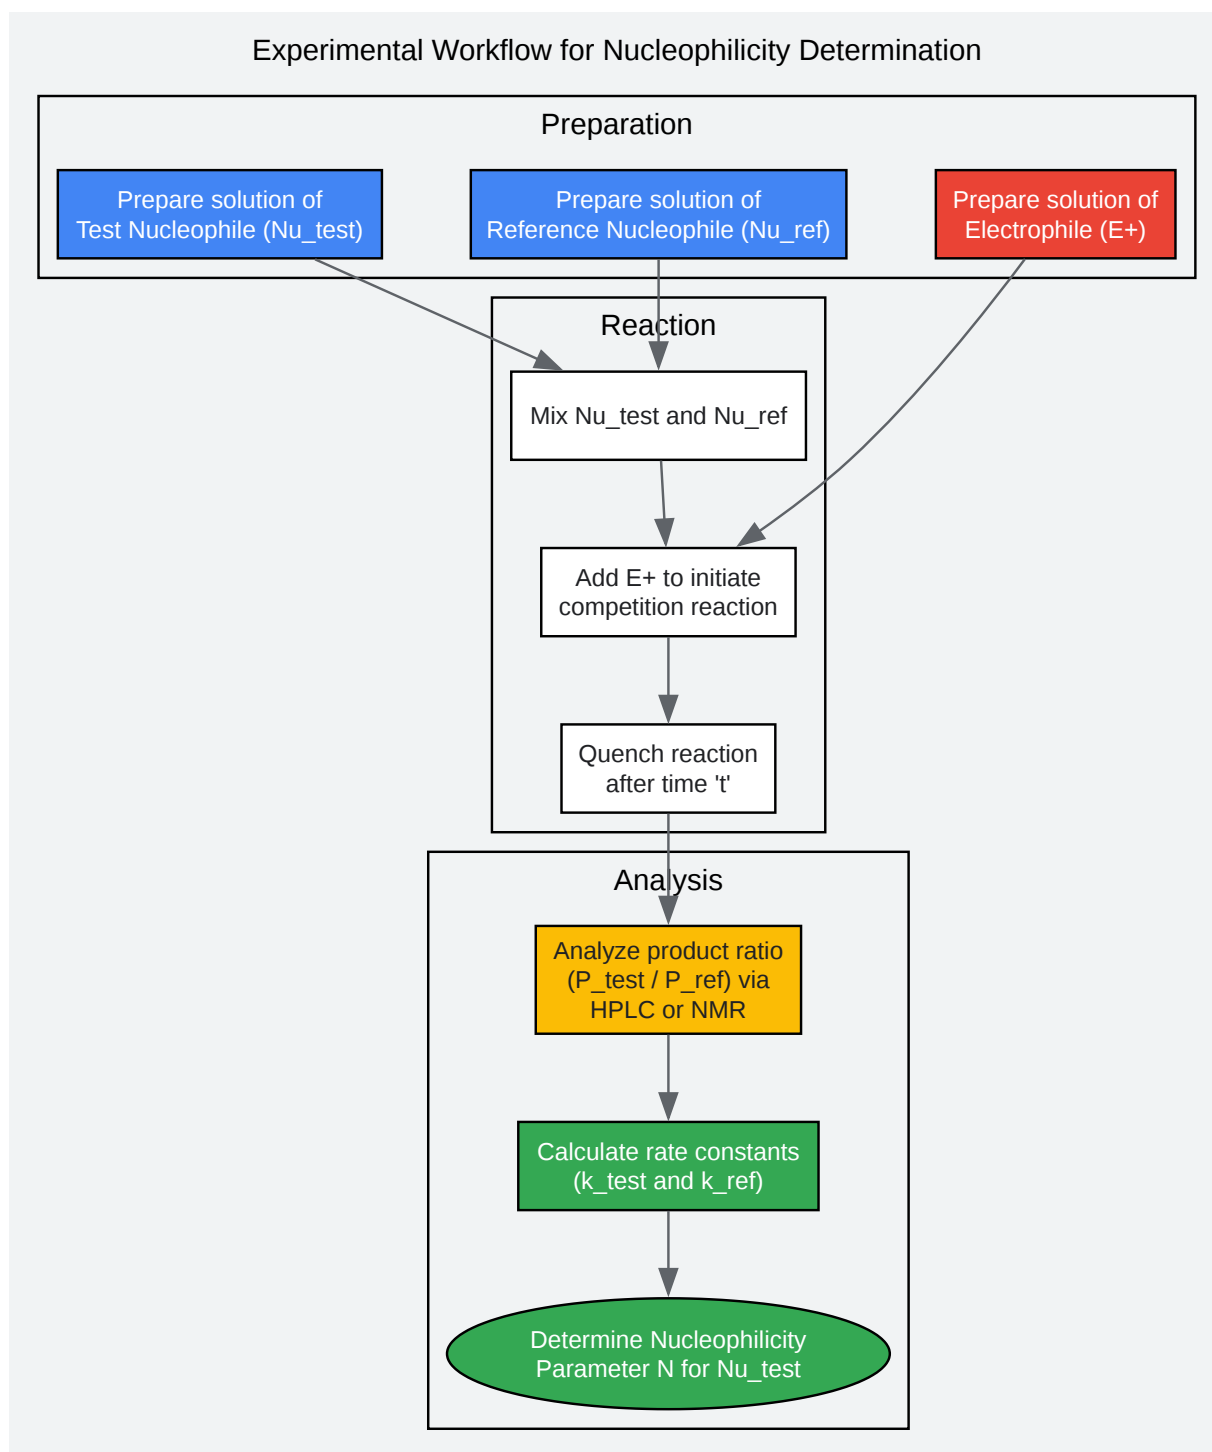 Experimental Workflow for Nucleophilicity Determination
Preparation
Prepare solution of
Test Nucleophile (Nu_test)
Prepare solution of
Reference Nucleophile (Nu_ref)
Prepare solution of
Electrophile (E+)
Reaction
Mix Nu_test and Nu_ref
Add E+ to initiate
competition reaction
Quench reaction
after time 't'
Analysis
Analyze product ratio
(P_test / P_ref) via
HPLC or NMR
Calculate rate constants
(k_test and k_ref)
Determine Nucleophilicity
Parameter N for Nu_test